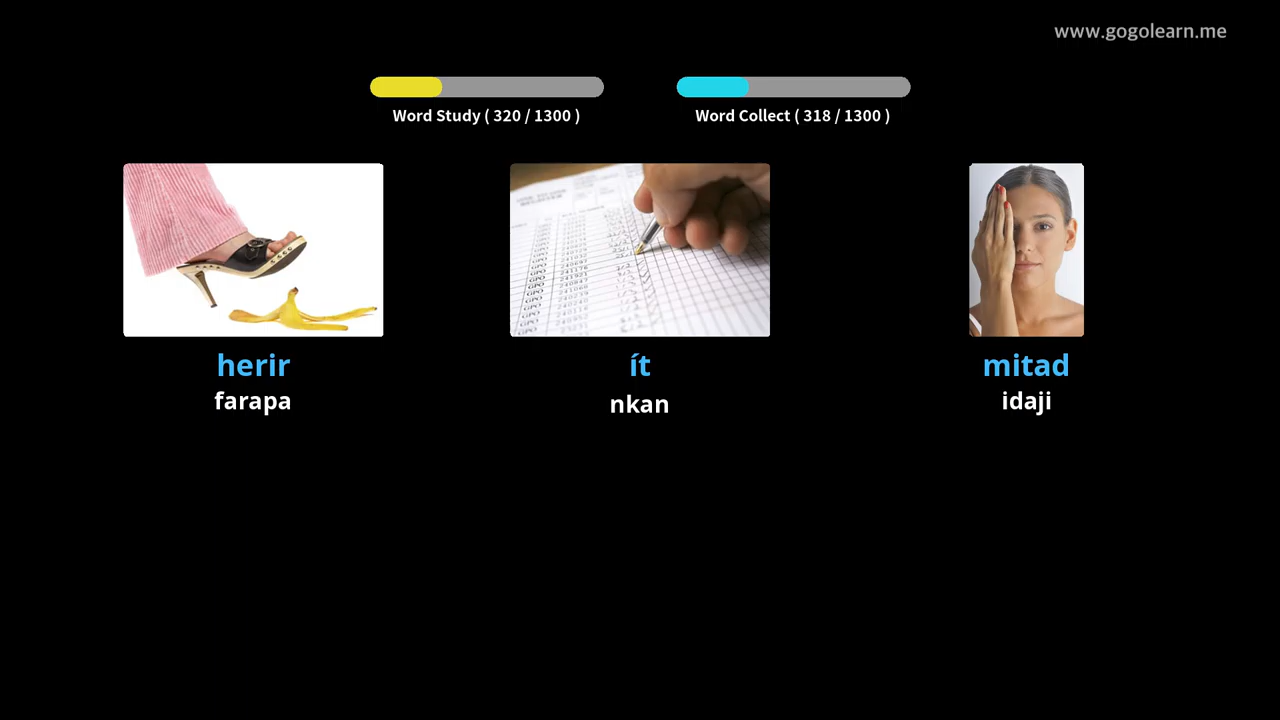 www.gogolearn.me
Word Study ( 320 / 1300 )
Word Collect ( 318 / 1300 )
herir
farapa
ít
nkan
mitad
idaji